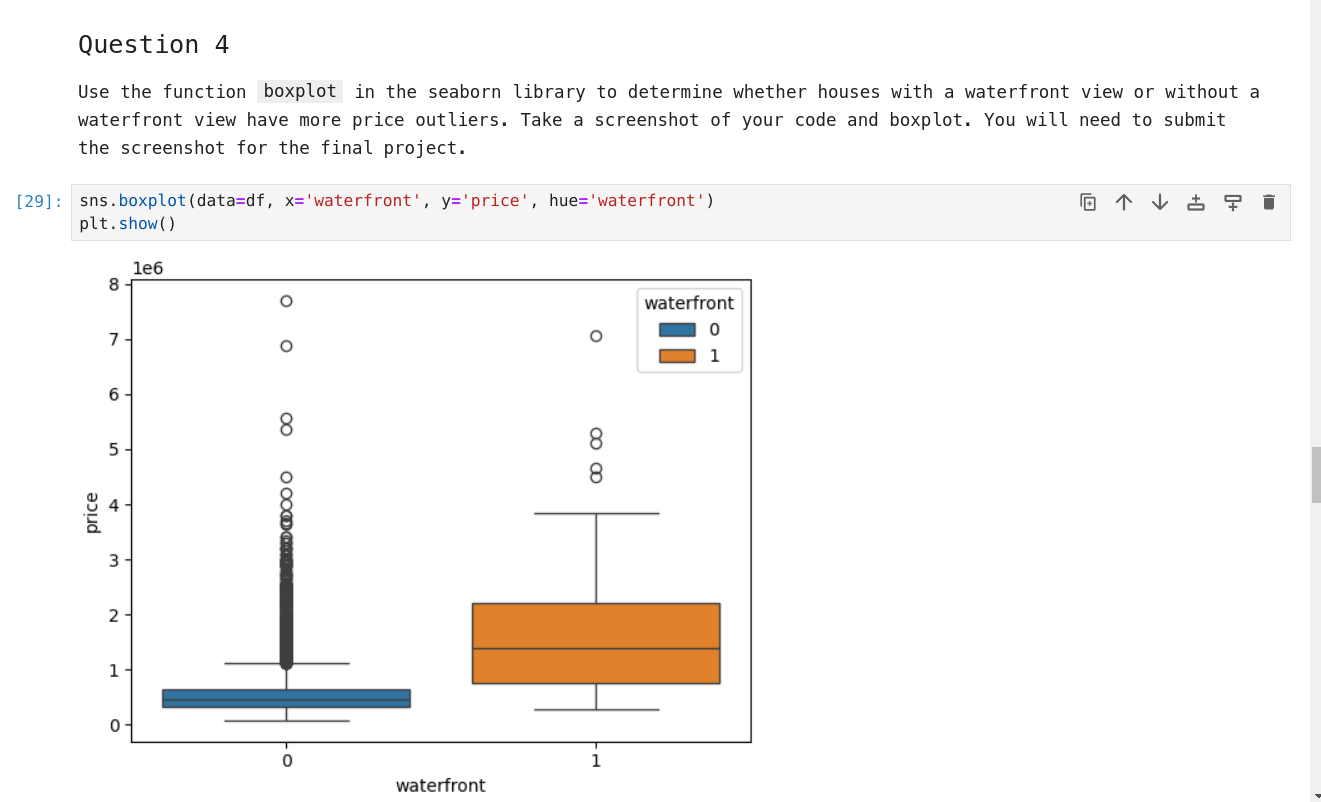 Question 4
Use the function boxplot in the seaborn library to determine whether houses with a waterfront view or without a
waterfront view have more price outliers. Take a screenshot of your code and boxplot. You will need to submit
the screenshot for the final project.
[29]: sns.boxplot(data=df, x='waterfront', y='price', hue='waterfront')
plt.show()
1e6
8
7
6
5
4
3
2
1
0
price
waterfront
0
1
0 1
waterfront